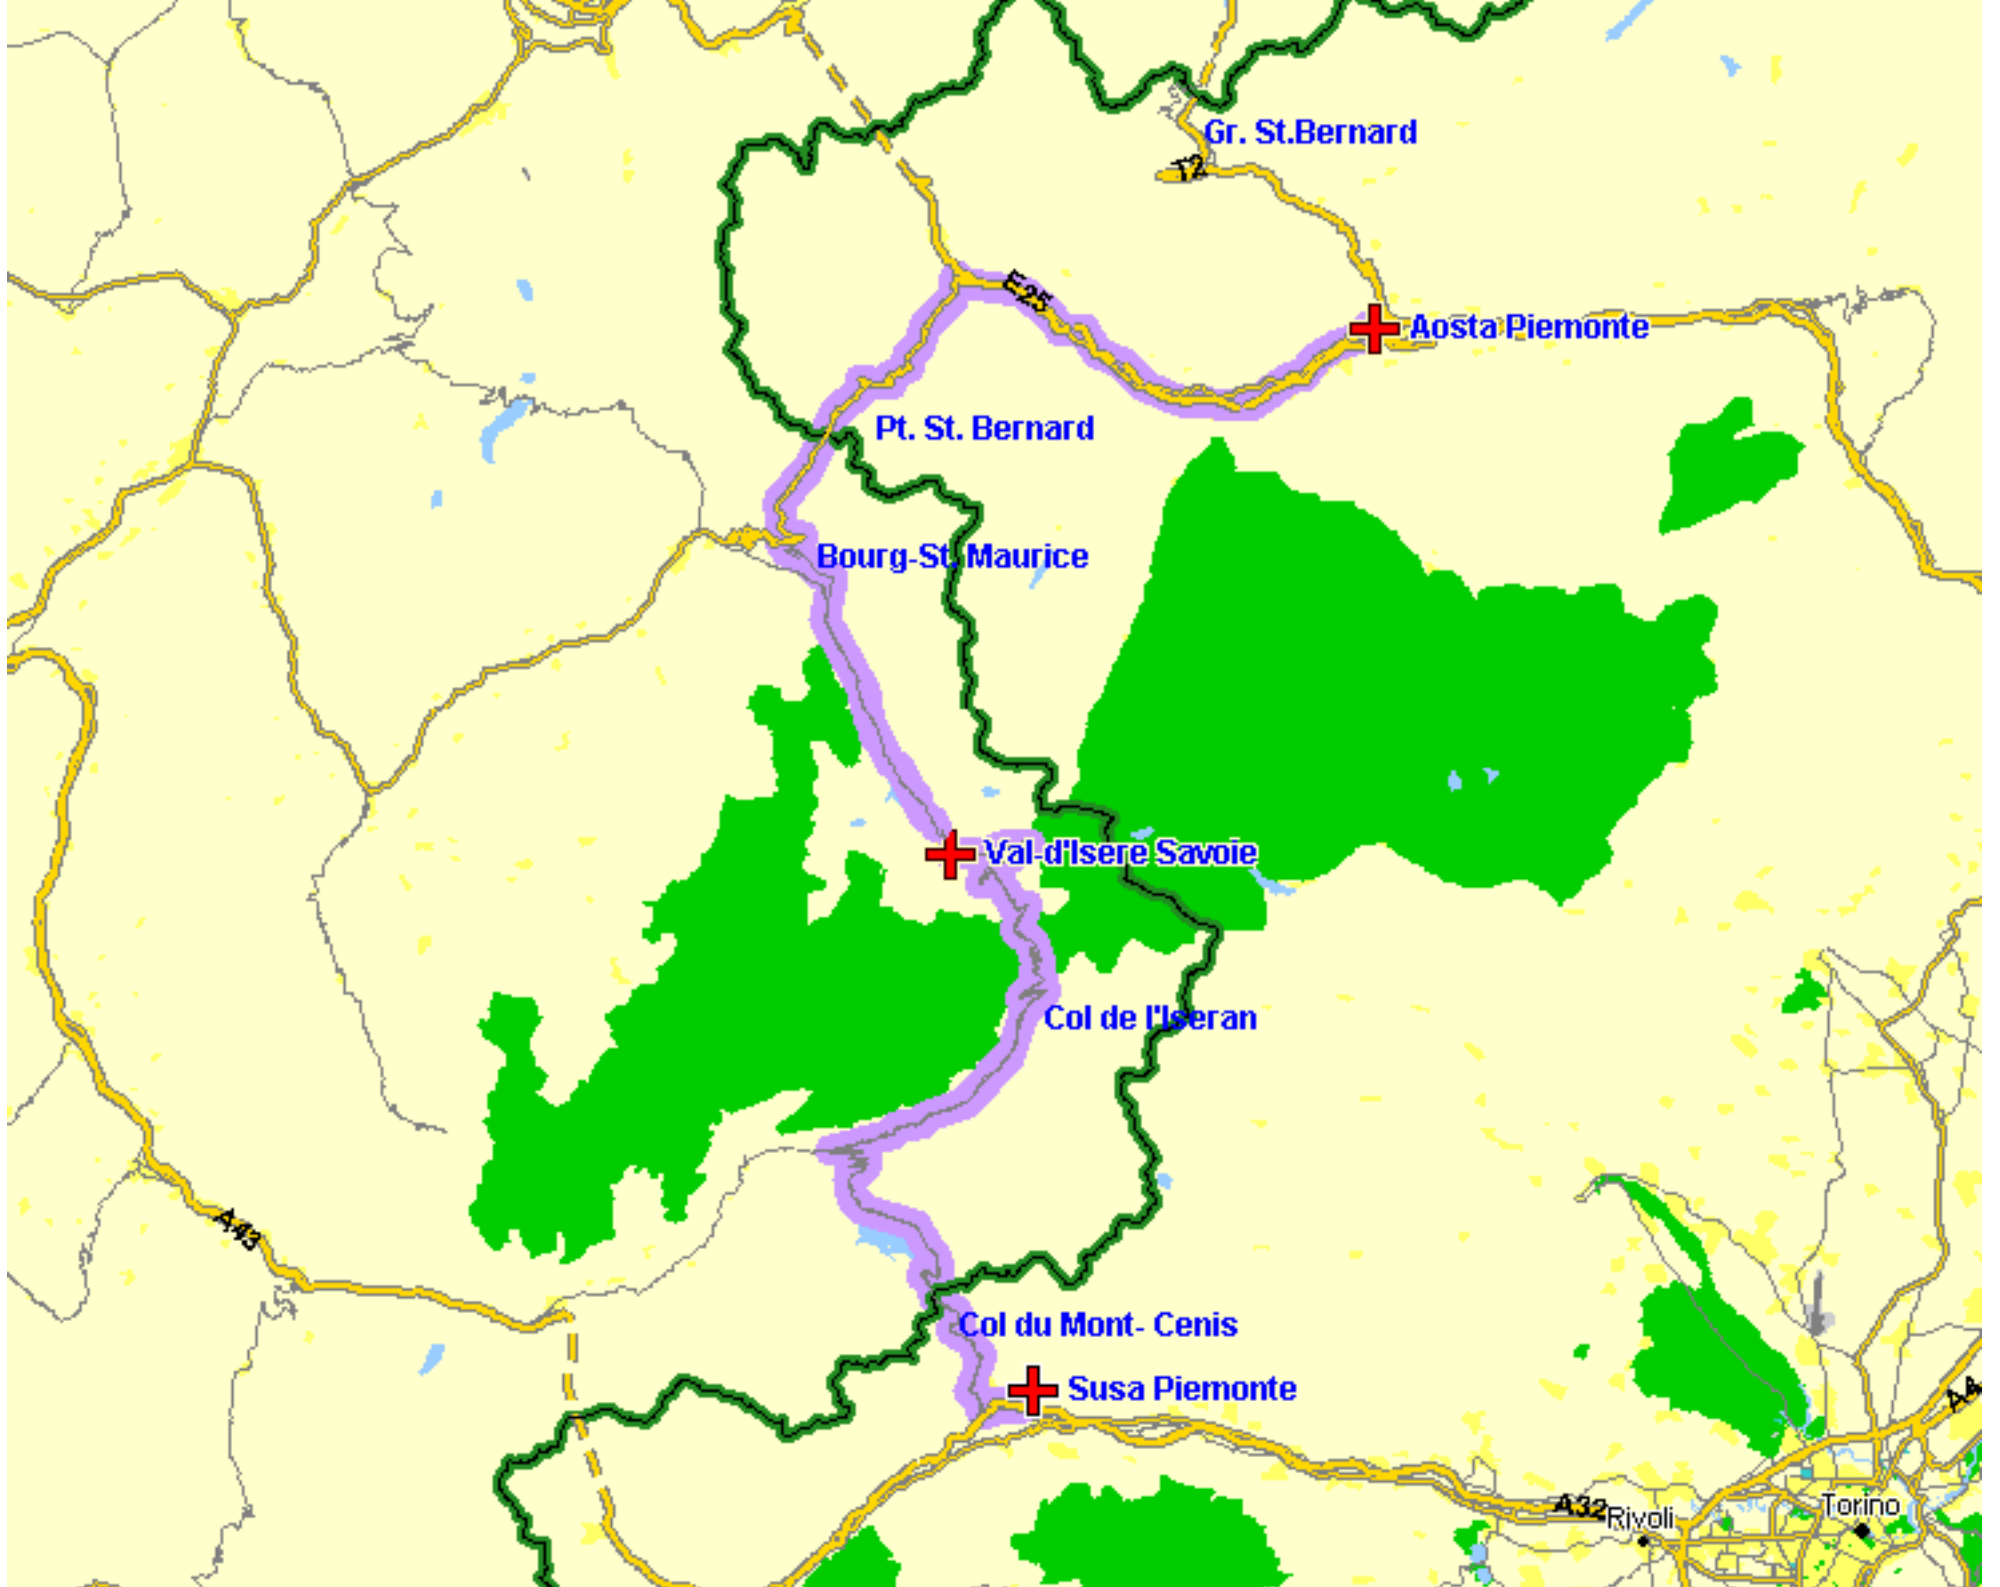 Gr. St.Bernard
T2
E25
Aosta Piemonte
Pt. St. Bernard
Bourg-St. Maurice
Val-d'Isere Savoie
Col de l'Iseran
A43
Col du Mont- Cenis
Susa Piemonte
A32
Rivoli
Torino